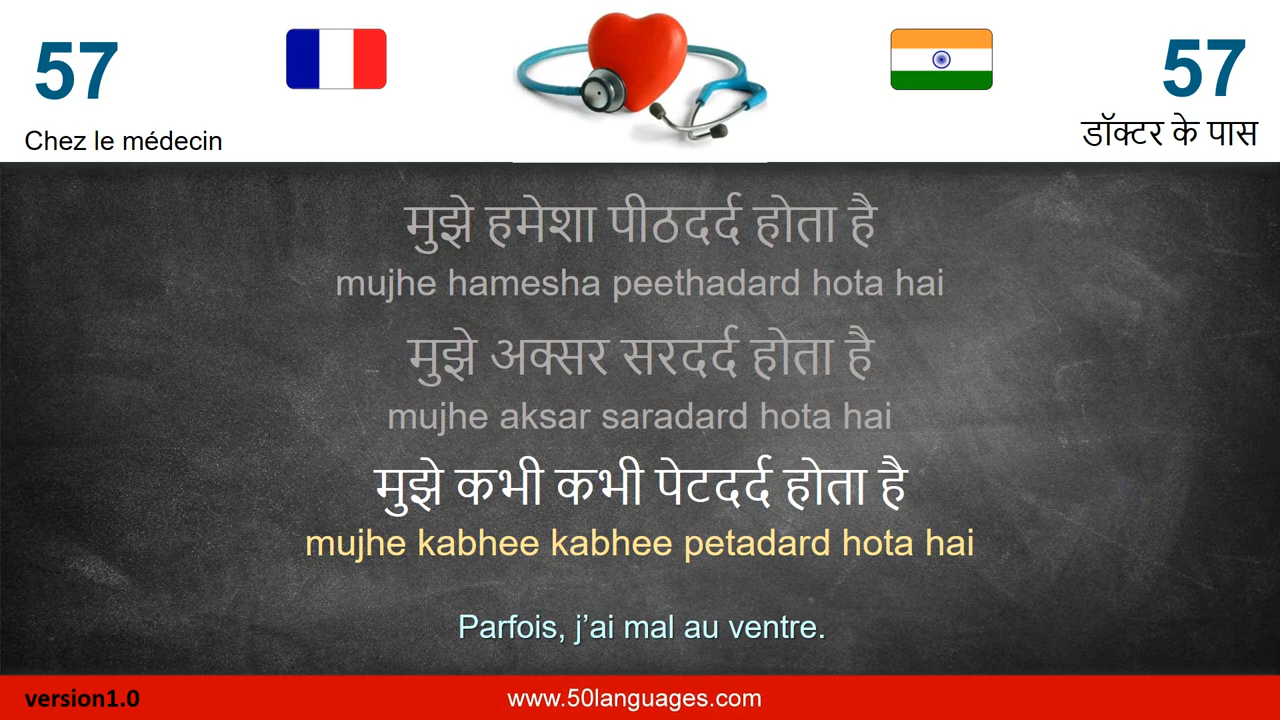 57
57
Chez le médecin
डॉक्टर के पास
मुझे हमेशा पीठदर्द होता है
mujhe hamesha peethadard hota hai
मुझे अक्सर सरदर्द होता है
mujhe aksar saradard hota hai
मुझे कभी कभी पेटदर्द होता है
mujhe kabhee kabhee petadard hota hai
Parfois, j’ai mal au ventre.
version1.0
www.50languages.com